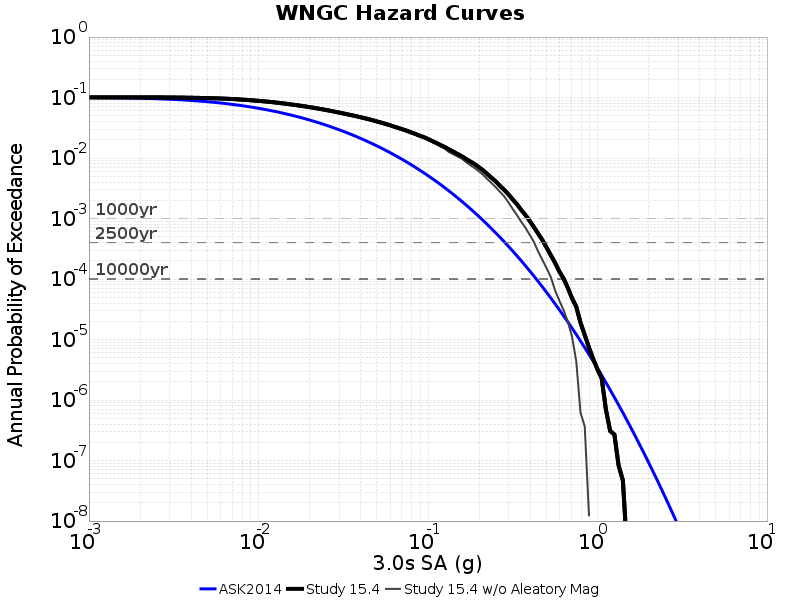 WNGC Hazard Curves
Annual Probability of Exceedance
10^0
10^-1
10^-2
10^-3
10^-4
10^-5
10^-6
10^-7
10^-8
1000yr
2500yr
10000yr
10^-3 10^-2 10^-1 10^0 10^1
3.0s SA (g)
ASK2014 Study 15.4 Study 15.4 w/o Aleatory Mag